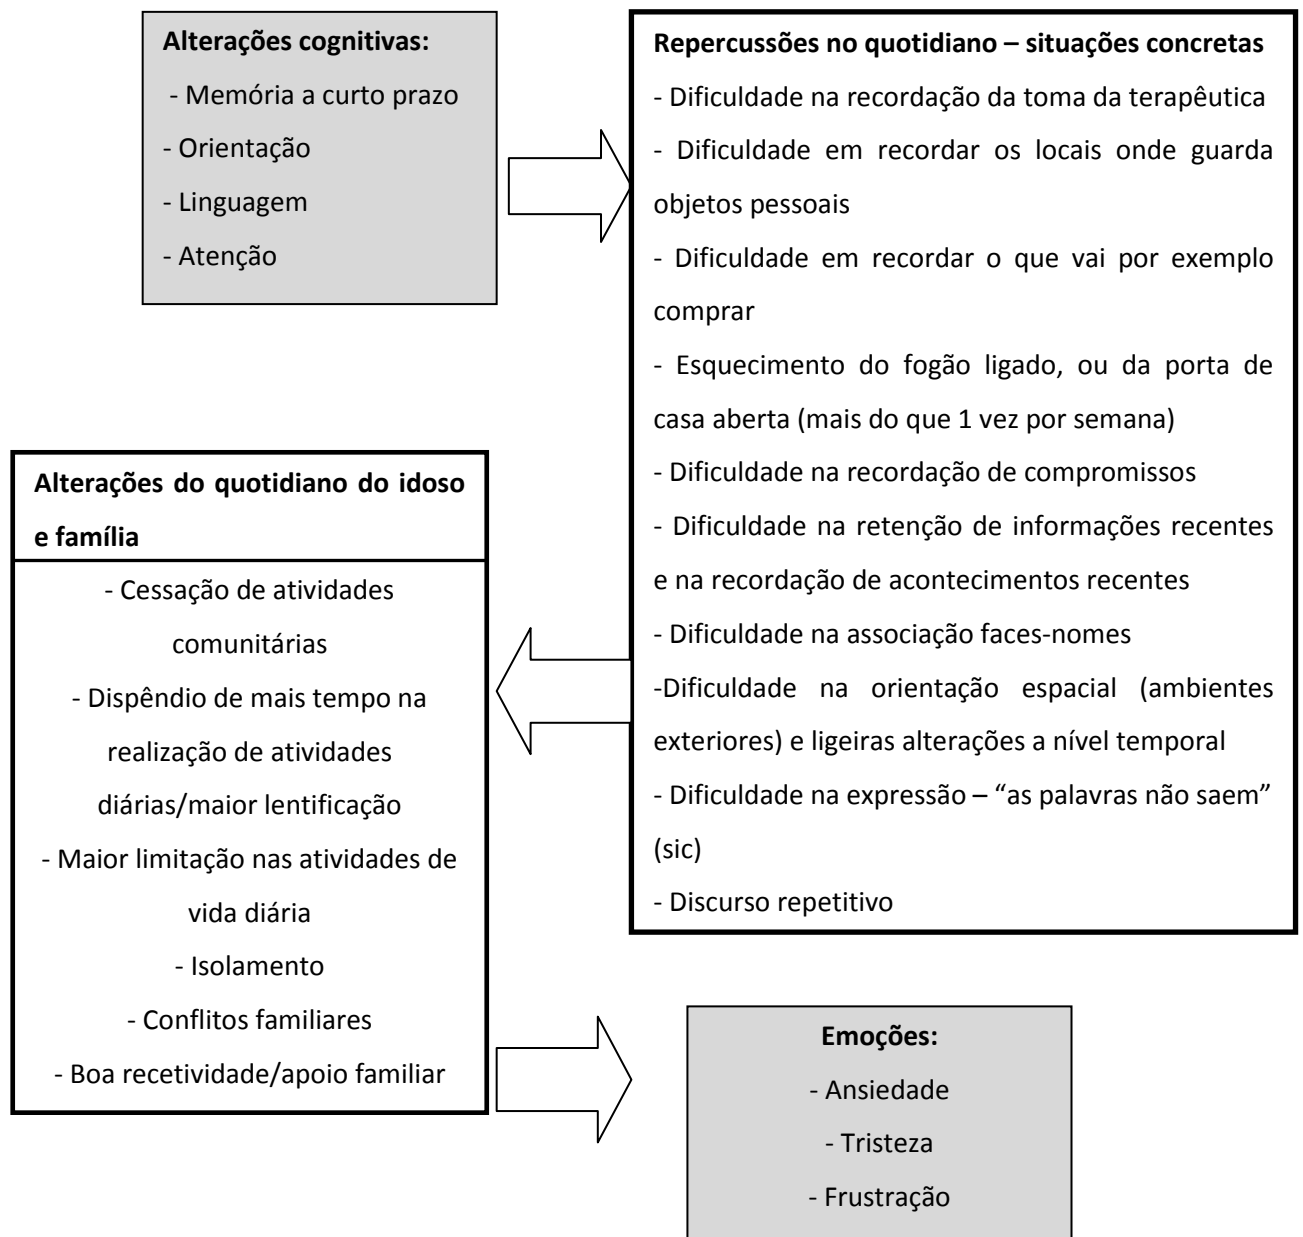 Alterações cognitivas:
- Memória a curto prazo
- Orientação
- Linguagem
- Atenção
Repercussões no quotidiano – situações concretas
- Dificuldade na recordação da toma da terapêutica
- Dificuldade em recordar os locais onde guarda
objetos pessoais
- Dificuldade em recordar o que vai por exemplo
comprar
- Esquecimento do fogão ligado, ou da porta de
casa aberta (mais do que 1 vez por semana)
- Dificuldade na recordação de compromissos
- Dificuldade na retenção de informações recentes
e na recordação de acontecimentos recentes
- Dificuldade na associação faces-nomes
-Dificuldade na orientação espacial (ambientes
exteriores) e ligeiras alterações a nível temporal
- Dificuldade na expressão – “as palavras não saem”
(sic)
- Discurso repetitivo
Alterações do quotidiano do idoso
e família
- Cessação de atividades
comunitárias
- Dispêndio de mais tempo na
realização de atividades
diárias/maior lentificação
- Maior limitação nas atividades de
vida diária
- Isolamento
- Conflitos familiares
- Boa recetividade/apoio familiar
Emoções:
- Ansiedade
- Tristeza
- Frustração